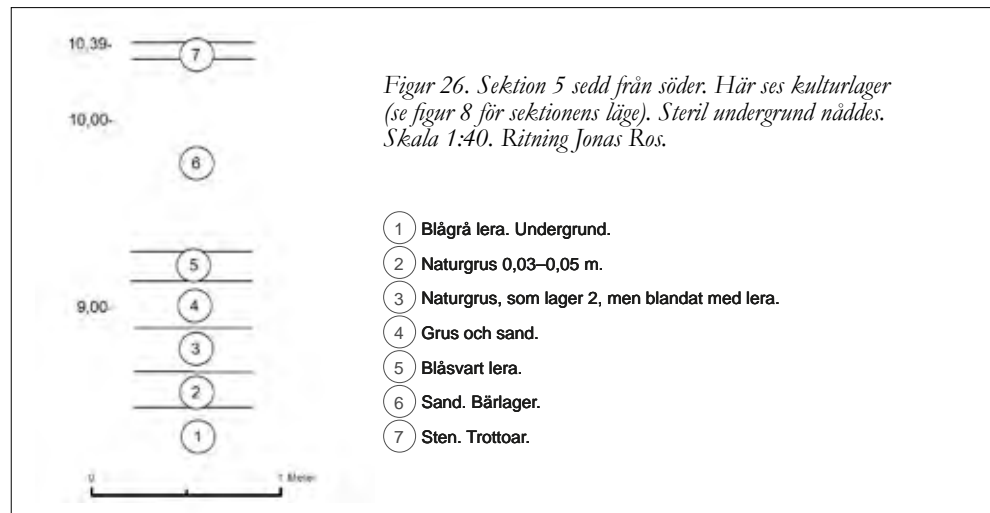 10,39-
7
10,00-
6
5
9,00-
4
3
2
1
0
1 Meter
Figur 26. Sektion 5 sedd från söder. Här ses kulturlager
(se figur 8 för sektionens läge). Steril undergrund nåddes.
Skala 1:40. Ritning Jonas Ros.
1 Blågrå lera. Undergrund.
2 Naturgrus 0,03–0,05 m.
3 Naturgrus, som lager 2, men blandat med lera.
4 Grus och sand.
5 Blåsvart lera.
6 Sand. Bärlager.
7 Sten. Trottoar.